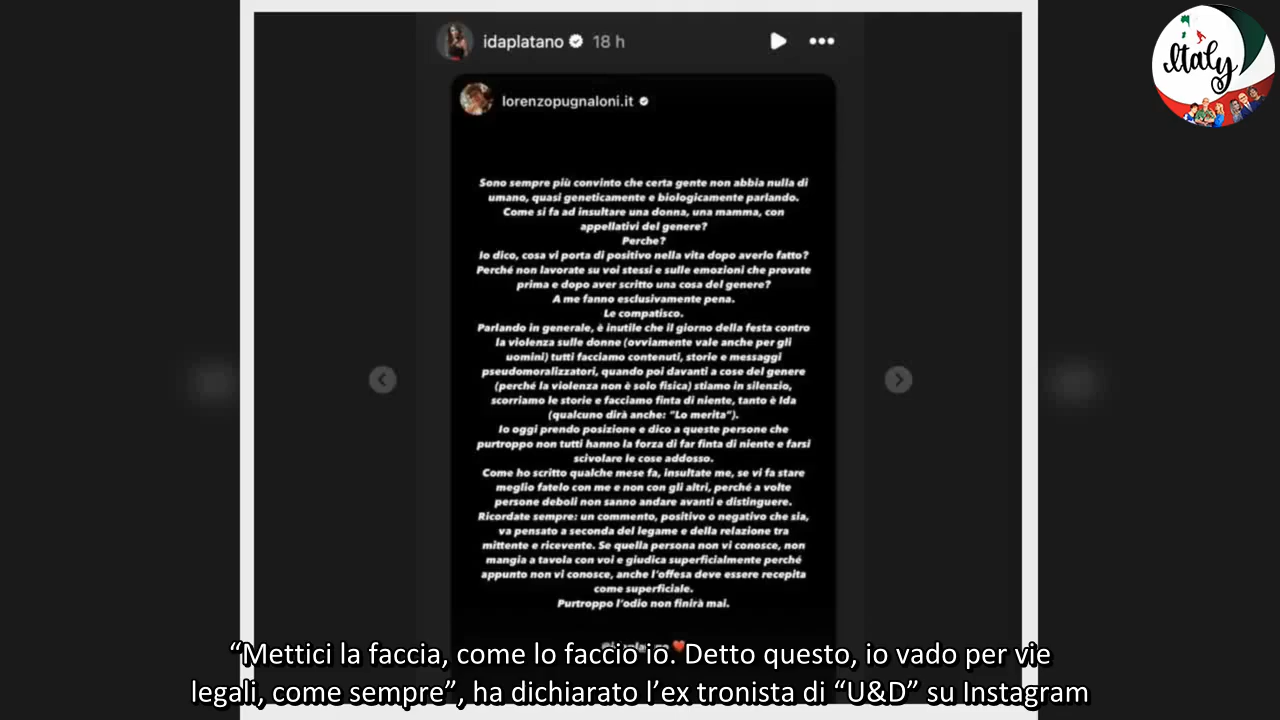 idaplatano 18 h
Italy
lorenzopugnaloni.it
Sono sempre più convinto che certa gente non abbia nulla di
umano, quasi geneticamente e biologicamente parlando.
Come si fa ad insultare una donna, una mamma, con
appellativi del genere?
Perche?
Io dico, cosa vi porta di positivo nella vita dopo averlo fatto?
Perché non lavorate su voi stessi e sulle emozioni che provate
prima e dopo aver scritto una cosa del genere?
A me fanno esclusivamente pena.
Le compatisco.
Parlando in generale, è inutile che il giorno della festa contro
la violenza sulle donne (ovviamente vale anche per gli
uomini) tutti facciamo contenuti, storie e messaggi
pseudomoralizzatori, quando poi davanti a cose del genere
(perché la violenza non è solo fisica) stiamo in silenzio,
scorriamo le storie e facciamo finta di niente, tanto è Ida
(qualcuno dirà anche: “Lo merita”).
Io oggi prendo posizione e dico a queste persone che
purtroppo non tutti hanno la forza di far finta di niente e farsi
scivolare le cose addosso.
Come ho scritto qualche mese fa, insultate me, se vi fa stare
meglio fatelo con me e non con gli altri, perché a volte
persone deboli non sanno andare avanti e distinguere.
Ricordate sempre: un commento, positivo o negativo che sia,
va pensato a seconda del legame e della relazione tra
mittente e ricevente. Se quella persona non vi conosce, non
mangia a tavola con voi e giudica superficialmente perché
appunto non vi conosce, anche l’offesa deve essere recepita
come superficiale.
Purtroppo l’odio non finirà mai.
“Mettici la faccia, come lo faccio io. Detto questo, io vado per vie
legali, come sempre”, ha dichiarato l’ex tronista di “U&D” su Instagram